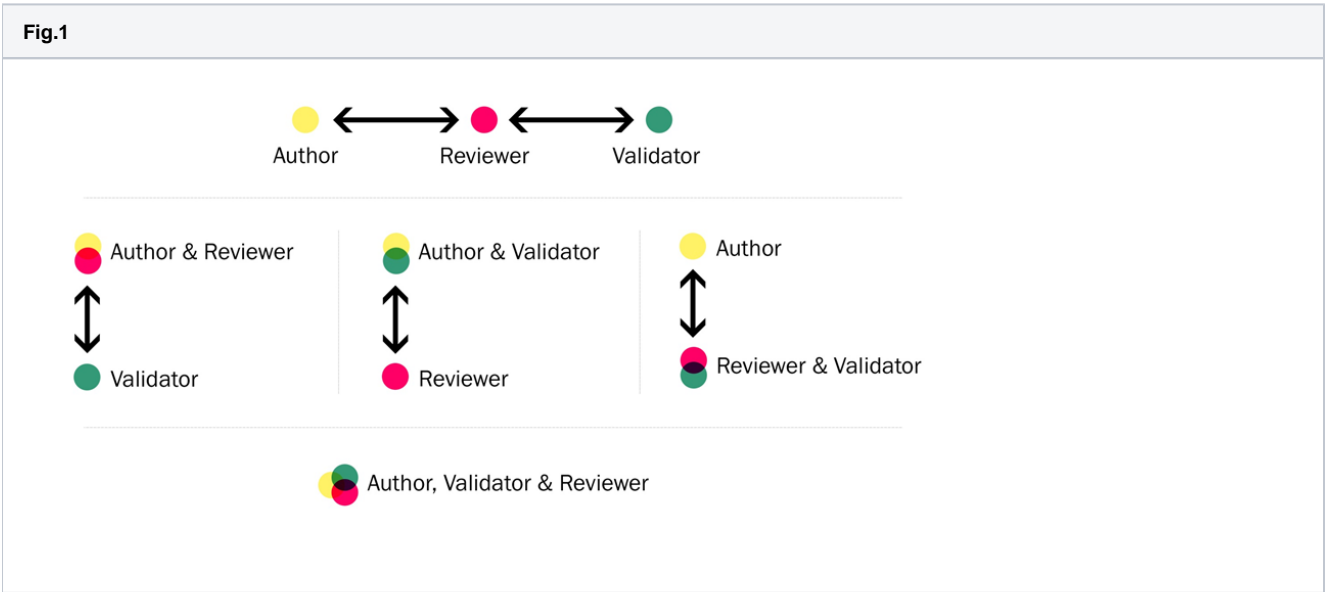 Fig.1
Author Reviewer Validator
Author & Reviewer
Validator
Author & Validator
Reviewer
Author
Reviewer & Validator
Author, Validator & Reviewer